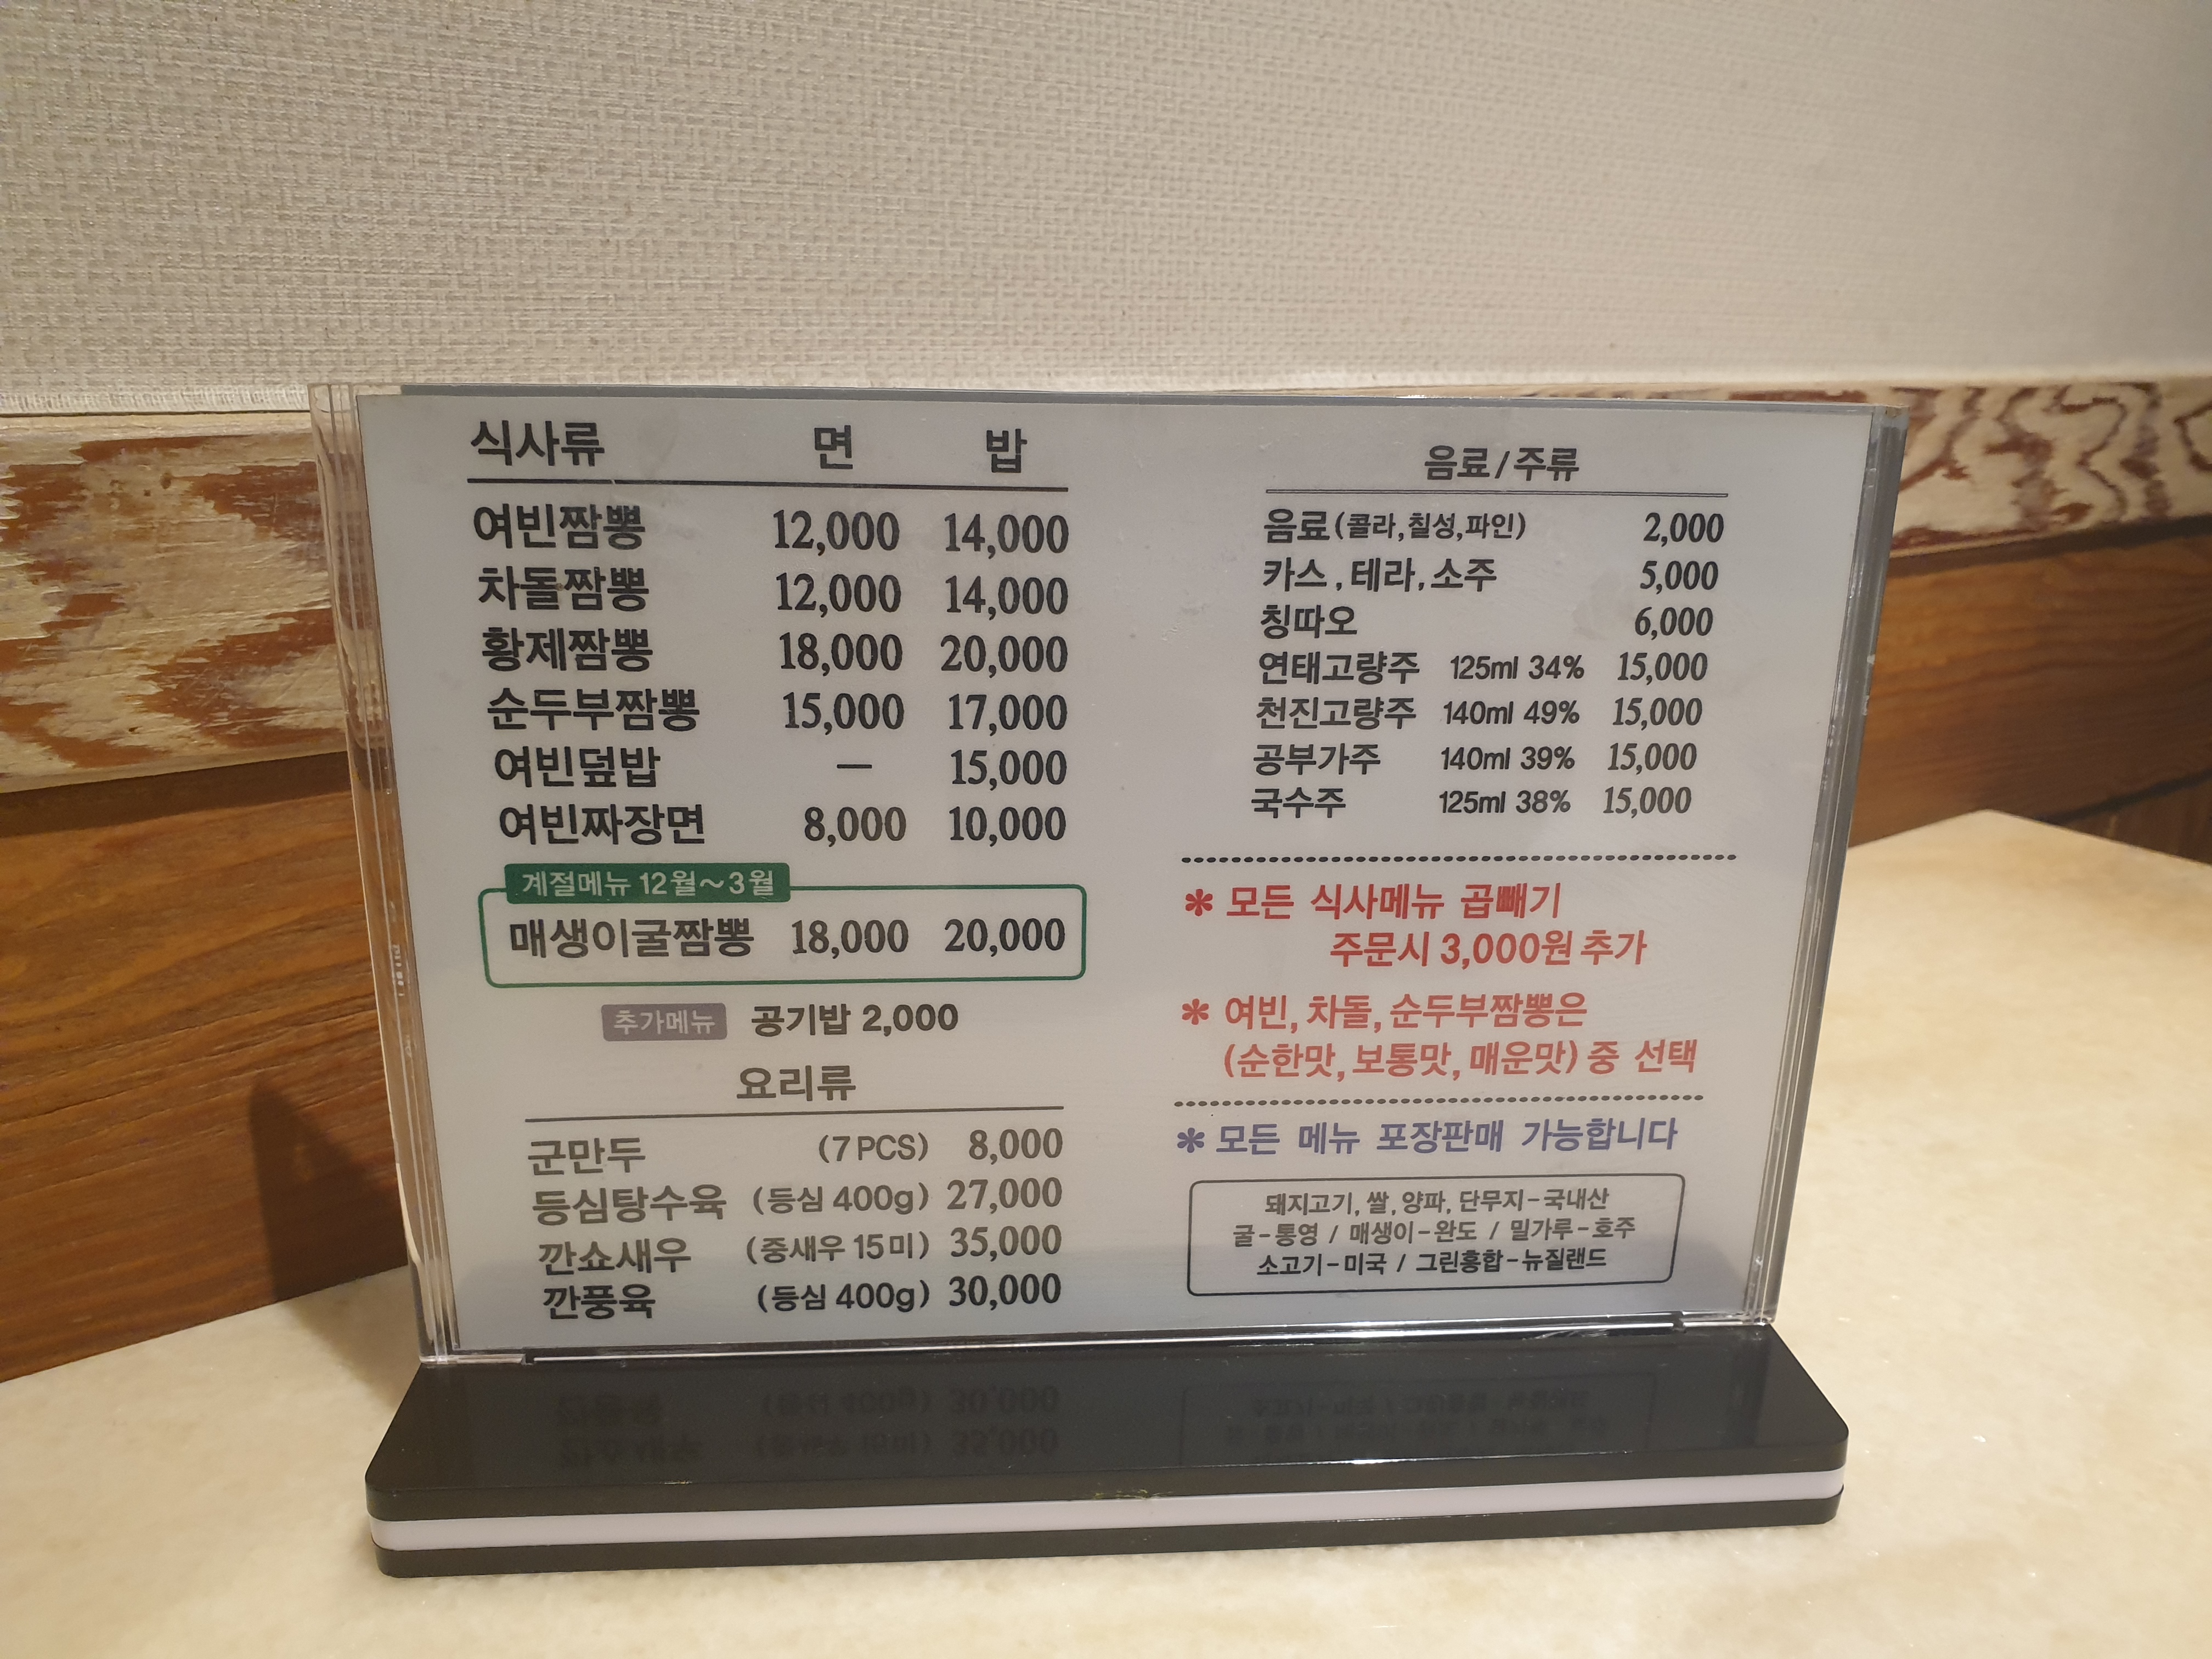 식사류 면 밥
여빈짬뽕 12,000 14,000
차돌짬뽕 12,000 14,000
황제짬뽕 18,000 20,000
순두부짬뽕 15,000 17,000
여빈덮밥 — 15,000
여빈짜장면 8,000 10,000
계절메뉴 12월~3월
매생이굴짬뽕 18,000 20,000
추가메뉴 공기밥 2,000
요리류
군만두 (7PCS) 8,000
등심탕수육 (등심 400g) 27,000
깐쇼새우 (중새우 15미) 35,000
깐풍육 (등심 400g) 30,000
음료/주류
음료(콜라,칠성,파인) 2,000
카스,테라,소주 5,000
칭따오 6,000
연태고량주 125ml 34% 15,000
천진고량주 140ml 49% 15,000
공부가주 140ml 39% 15,000
국수주 125ml 38% 15,000
* 모든 식사메뉴 곱빼기
주문시 3,000원 추가
* 여빈, 차돌, 순두부짬뽕은
(순한맛, 보통맛, 매운맛) 중 선택
* 모든 메뉴 포장판매 가능합니다
돼지고기, 쌀, 양파, 단무지-국내산
굴-통영 / 매생이-완도 / 밀가루-호주
소고기-미국 / 그린홍합-뉴질랜드